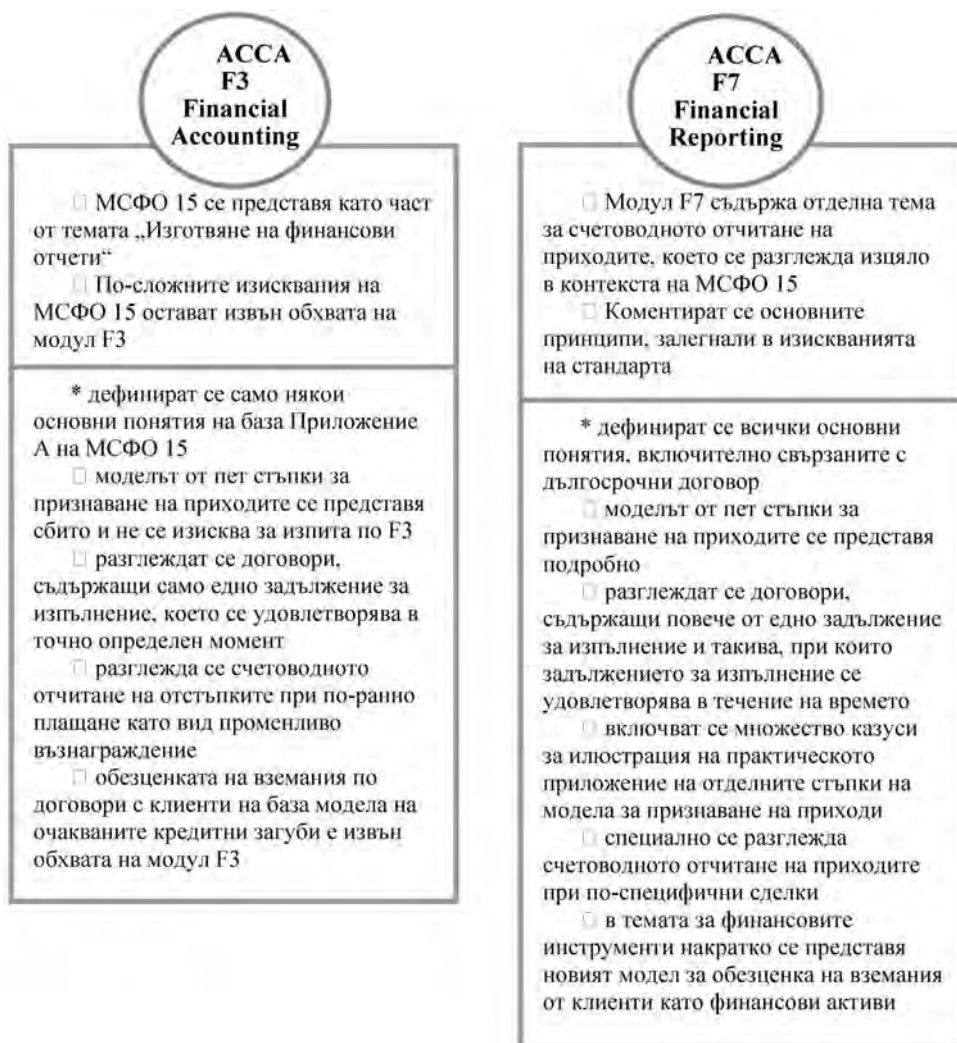 ACCA
F3
Financial
Accounting
□ МСФО 15 се представя като част
от темата „Изготвяне на финансови
отчети“
□ По-сложните изисквания на
МСФО 15 остават извън обхвата на
модул F3
* дефинират се само някои
основни понятия на база Приложение
А на МСФО 15
□ моделът от пет стъпки за
признаване на приходите се представя
сбито и не се изисква за изпита по F3
□ разглеждат се договори,
съдържащи само едно задължение за
изпълнение, което се удовлетворява в
точно определен момент
□ разглежда се счетоводното
отчитане на отстъпките при по-ранно
плащане като вид променливо
възнаграждение
□ обезценката на вземания по
договори с клиенти на база модела на
очакваните кредитни загуби е извън
обхвата на модул F3
ACCA
F7
Financial
Reporting
□ Модул F7 съдържа отделна тема
за счетоводното отчитане на
приходите, което се разглежда изцяло
в контекста на МСФО 15
□ Коментират се основните
принципи, залегнали в изискванията
на стандарта
* дефинират се всички основни
понятия, включително свързаните с
дългосрочни договор
□ моделът от пет стъпки за
признаване на приходите се представя
подробно
□ разглеждат се договори,
съдържащи повече от едно задължение
за изпълнение и такива, при които
задължението за изпълнение се
удовлетворява в течение на времето
□ включват се множество казуси
за илюстрация на практическото
приложение на отделните стъпки на
модела за признаване на приходи
□ специално се разглежда
счетоводното отчитане на приходите
при по-специфични сделки
□ в темата за финансовите
инструменти накратко се представя
новият модел за обезценка на вземания
от клиенти като финансови активи